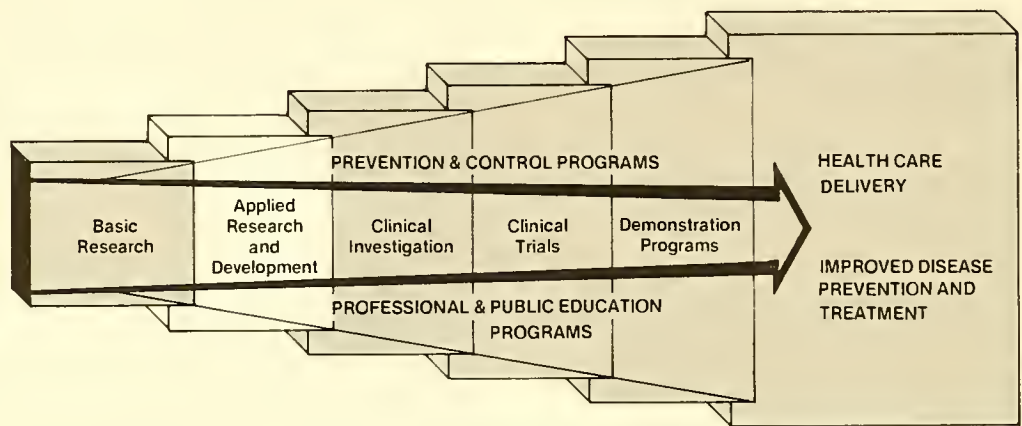 PREVENTION & CONTROL PROGRAMS
HEALTH CARE
DELIVERY
Basic
Research
Applied
Research
and
Development
Clinical
Investigation
Clinical
Trials
Demonstration
Programs
IMPROVED DISEASE
PREVENTION AND
TREATMENT
PROFESSIONAL & PUBLIC EDUCATION
PROGRAMS